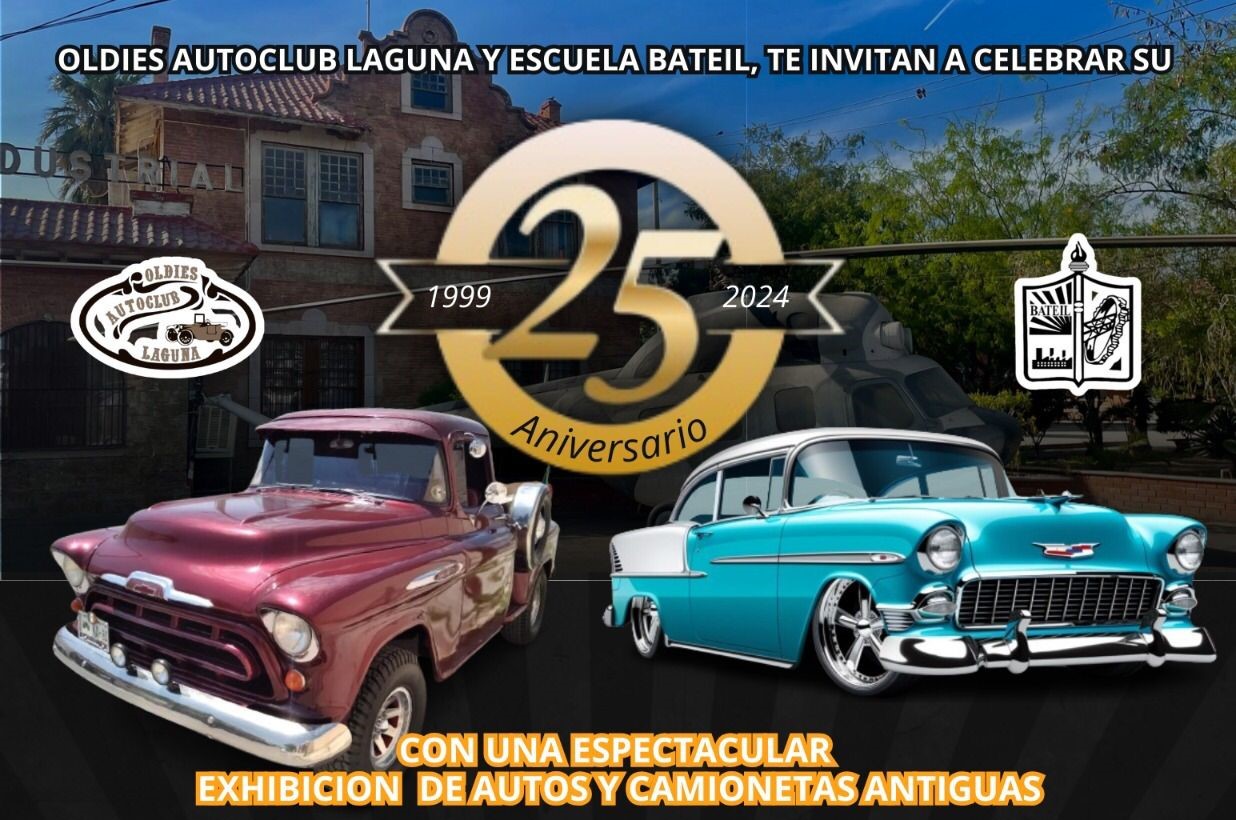 OLDIES AUTOCLUB LAGUNA Y ESCUELA BATEIL, TE INVITAN A CELEBRAR SU
DUSTRIAL
25
1999
2024
Aniversario
OLDIES
AUTOCLUB
LAGUNA
BATEIL
CON UNA ESPECTACULAR
EXHIBICION DE AUTOS Y CAMIONETAS ANTIGUAS